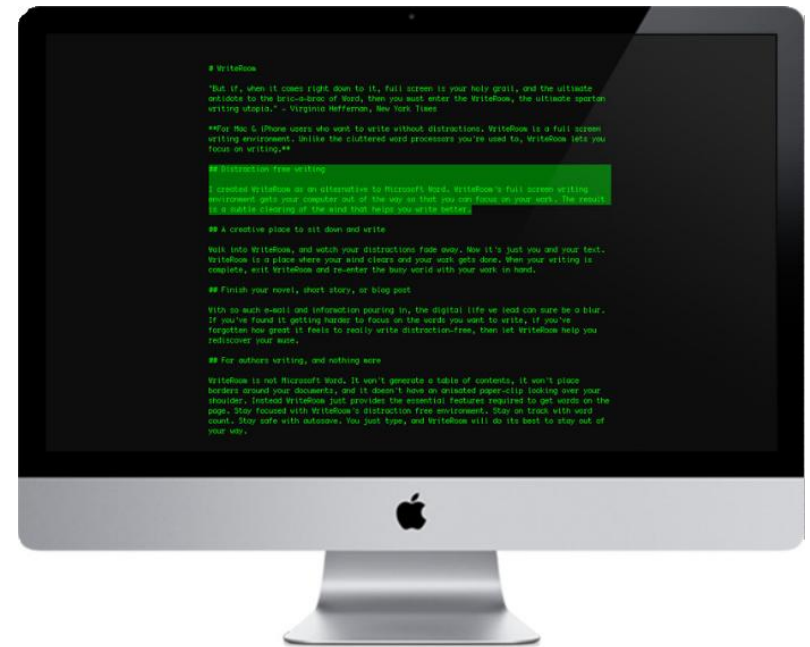 # WriteRoom
"But if, when it comes right down to it, full screen is your holy grail, and the ultimate
antidote to the bric-a-brac of Word, then you must enter the WriteRoom, the ultimate spartan
writing utopia." - Virginia Heffernan, New York Times
**For Mac & iPhone users who want to write without distractions. WriteRoom is a full screen
writing environment. Unlike the cluttered word processors you're used to, WriteRoom lets you
focus on writing.**
## Distraction free writing
I created WriteRoom as an alternative to Microsoft Word. WriteRoom's full screen writing
environment gets your computer out of the way so that you can focus on your work. The result
is a subtle clearing of the mind that helps you write better.
## A creative place to sit down and write
Walk into WriteRoom, and watch your distractions fade away. Now it's just you and your text.
WriteRoom is a place where your mind clears and your work gets done. When your writing is
complete, exit WriteRoom and re-enter the busy world with your work in hand.
## Finish your novel, short story, or blog post
With so much e-mail and information pouring in, the digital life we lead can sure be a blur.
If you've found it getting harder to focus on the words you want to write, if you've
forgotten how great it feels to really write distraction-free, then let WriteRoom help you
rediscover your muse.
## For authors writing, and nothing more
WriteRoom is not Microsoft Word. It won't generate a table of contents, it won't place
borders around your documents, and it doesn't have an animated paper-clip looking over your
shoulder. Instead WriteRoom just provides the essential features required to get words on the
page. Stay focused with WriteRoom's distraction free environment. Stay on track with word
count. Stay safe with autosave. You just type, and WriteRoom will do its best to stay out of
your way.